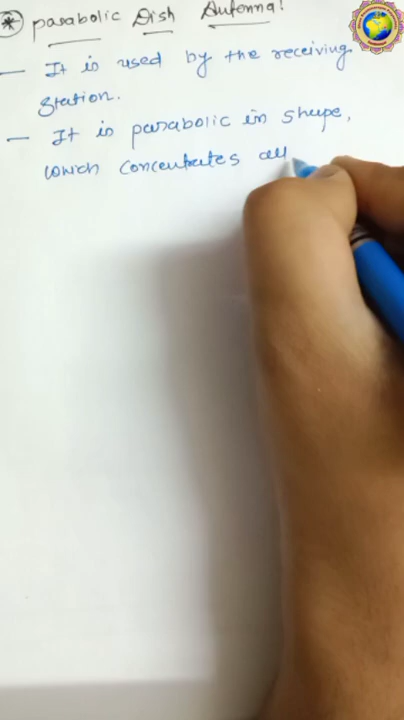 * parabolic Dish Antenna!
— It is used by the receiving
station.
— It is parabolic in shape,
which concentrates all